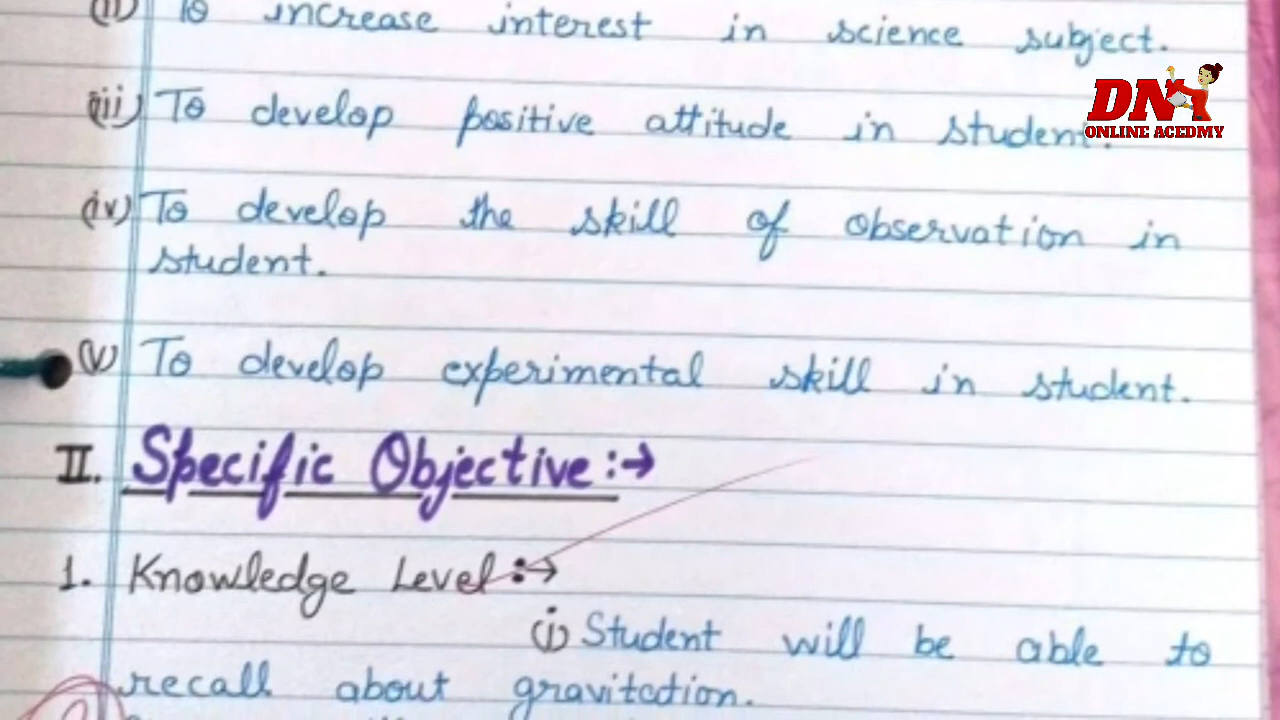 (ii) To increase interest in science subject.
DNA
ONLINE ACEDMY
(iii) To develop positive attitude in student.
(iv) To develop the skill of observation in
student.
(v) To develop experimental skill in student.
II. Specific Objective :→
1. Knowledge Level :→
(i) Student will be able to
recall about gravitation.